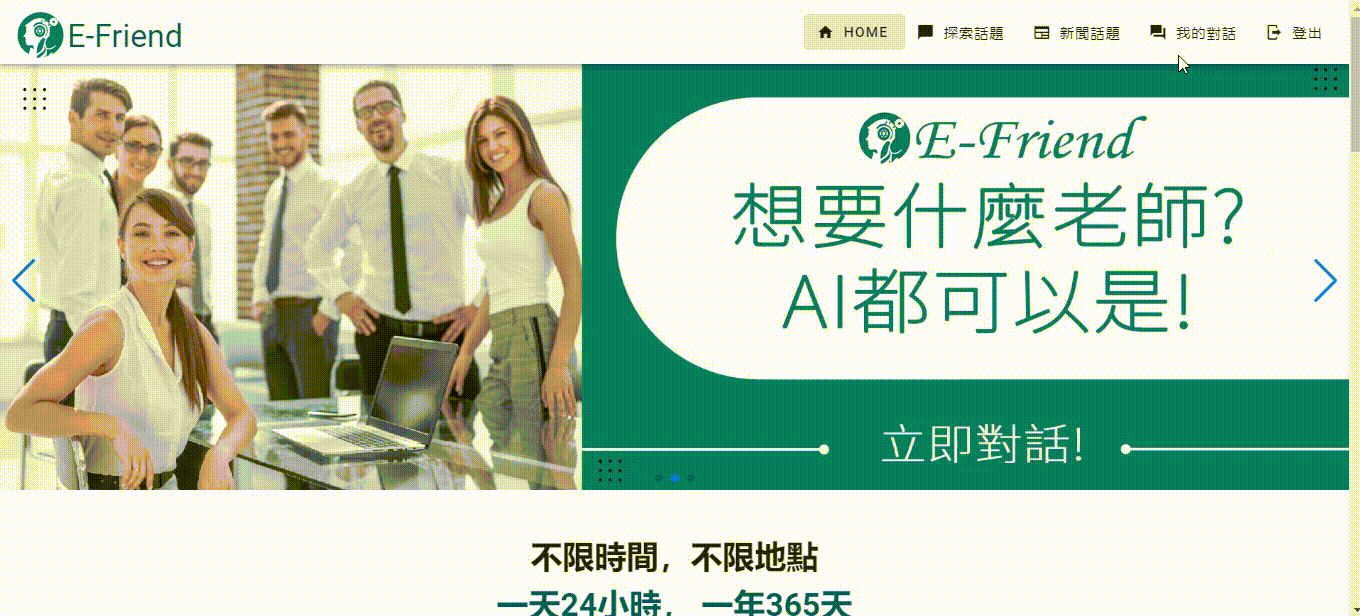 E-Friend
HOME
探索話題
新聞話題
我的對話
登出
E-Friend
想要什麼老師?
AI都可以是!
立即對話!
不限時間，不限地點
一天24小時， 一年365天